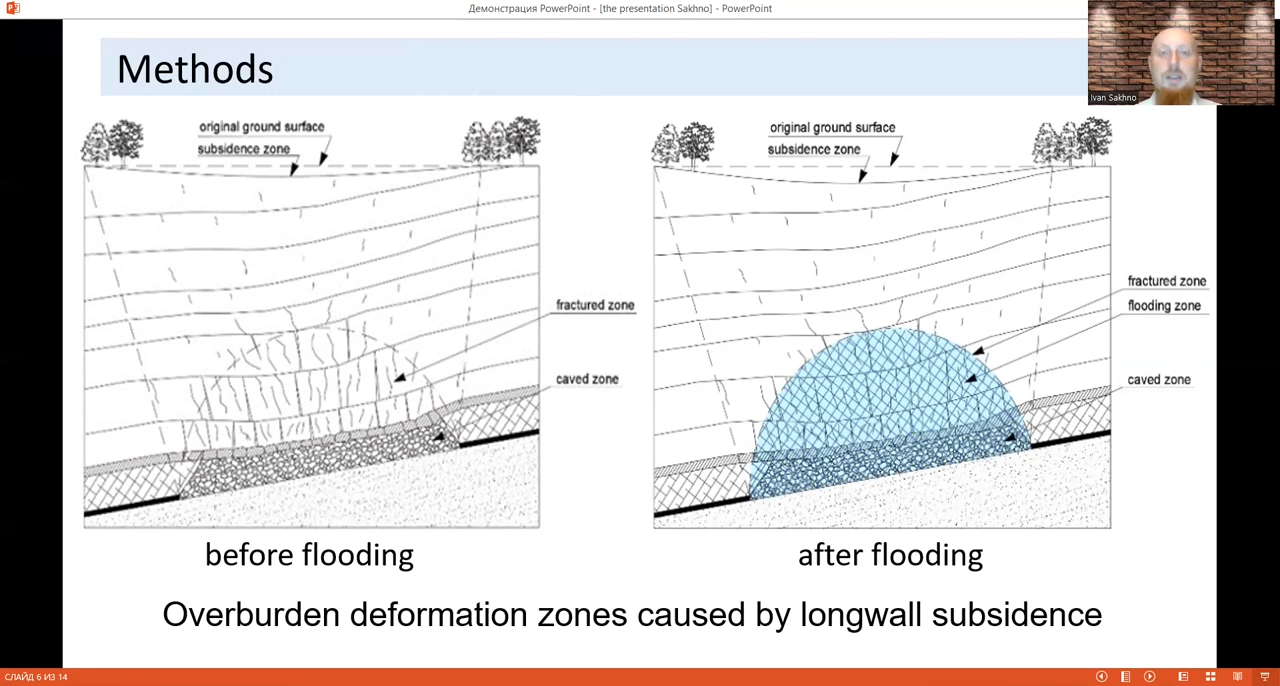 Демонстрация PowerPoint - [the presentation Sakhno] - PowerPoint
Methods
Ivan Sakhno
original ground surface
subsidence zone
fractured zone
caved zone
original ground surface
subsidence zone
fractured zone
flooding zone
caved zone
before flooding
after flooding
Overburden deformation zones caused by longwall subsidence
СЛАЙД 6 ИЗ 14